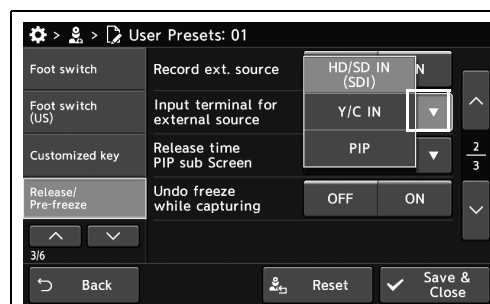 > > User Presets: 01
Foot switch
Record ext. source
HD/SD IN
(SDI)
N
Foot switch
(US)
Input terminal for
external source
Y/C IN
Customized key
Release time
PIP sub Screen
PIP
2
3
Release/
Pre-freeze
Undo freeze
while capturing
OFF
ON
3/6
Back
Reset
Save &
Close